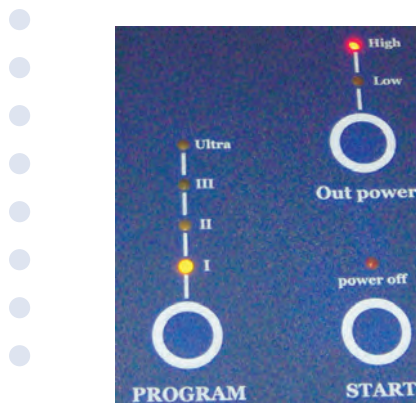 High
Low
Out power
Ultra
III
II
I
power off
PROGRAM
START